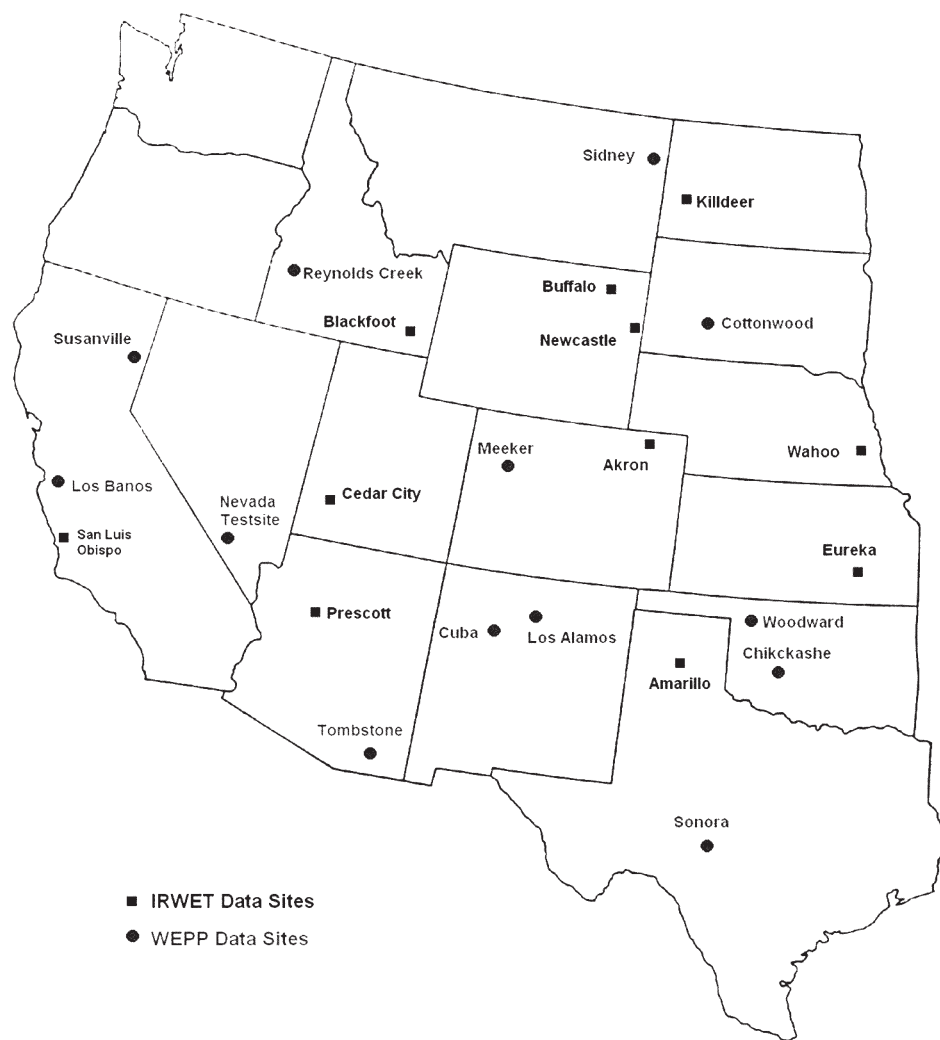 Sidney
Killdeer
Reynolds Creek
Buffalo
Blackfoot
Newcastle
Cottonwood
Susanville
Meeker
Akron
Wahoo
Los Banos
Cedar City
Nevada
Testsite
San Luis
Obispo
Eureka
Prescott
Cuba
Los Alamos
Woodward
Chikckashe
Amarillo
Tombstone
Sonora
IRWET Data Sites
WEPP Data Sites